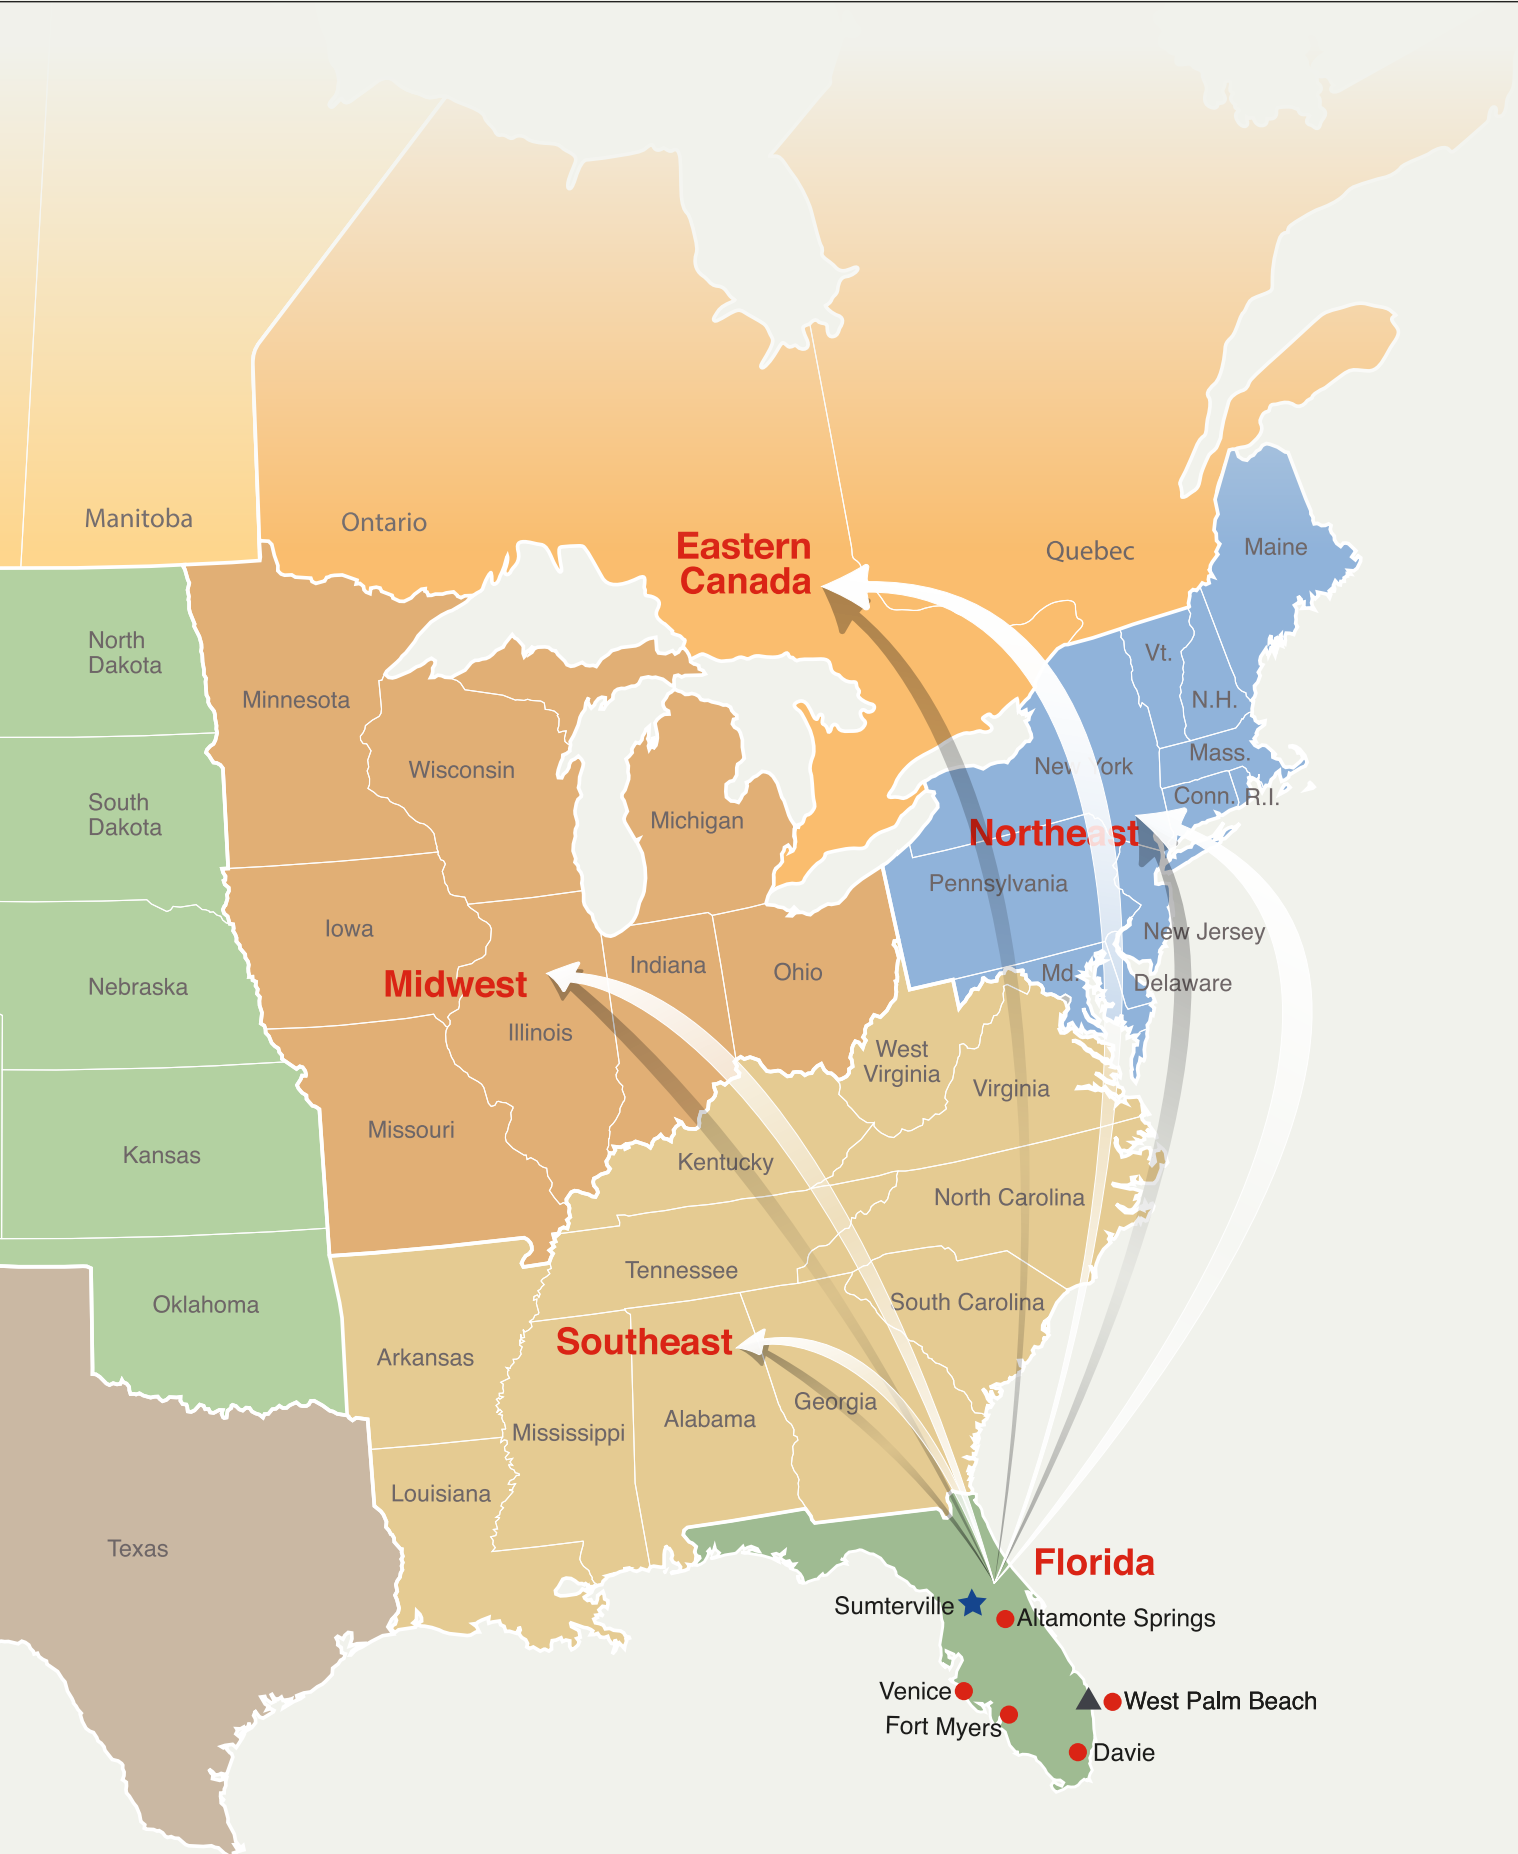 Manitoba
Ontario
Eastern
Canada
Quebec
Maine
North
Dakota
Minnesota
Vt.
N.H.
Wisconsin
New York
Mass.
South
Dakota
Michigan
Conn.
R.I.
Northeast
Pennsylvania
Iowa
New Jersey
Indiana
Ohio
Md.
Delaware
Nebraska
Midwest
Illinois
West
Virginia
Virginia
Missouri
Kansas
Kentucky
North Carolina
Tennessee
Oklahoma
South Carolina
Southeast
Arkansas
Georgia
Alabama
Mississippi
Louisiana
Texas
Florida
Sumterville
Altamonte Springs
Venice
West Palm Beach
Fort Myers
Davie